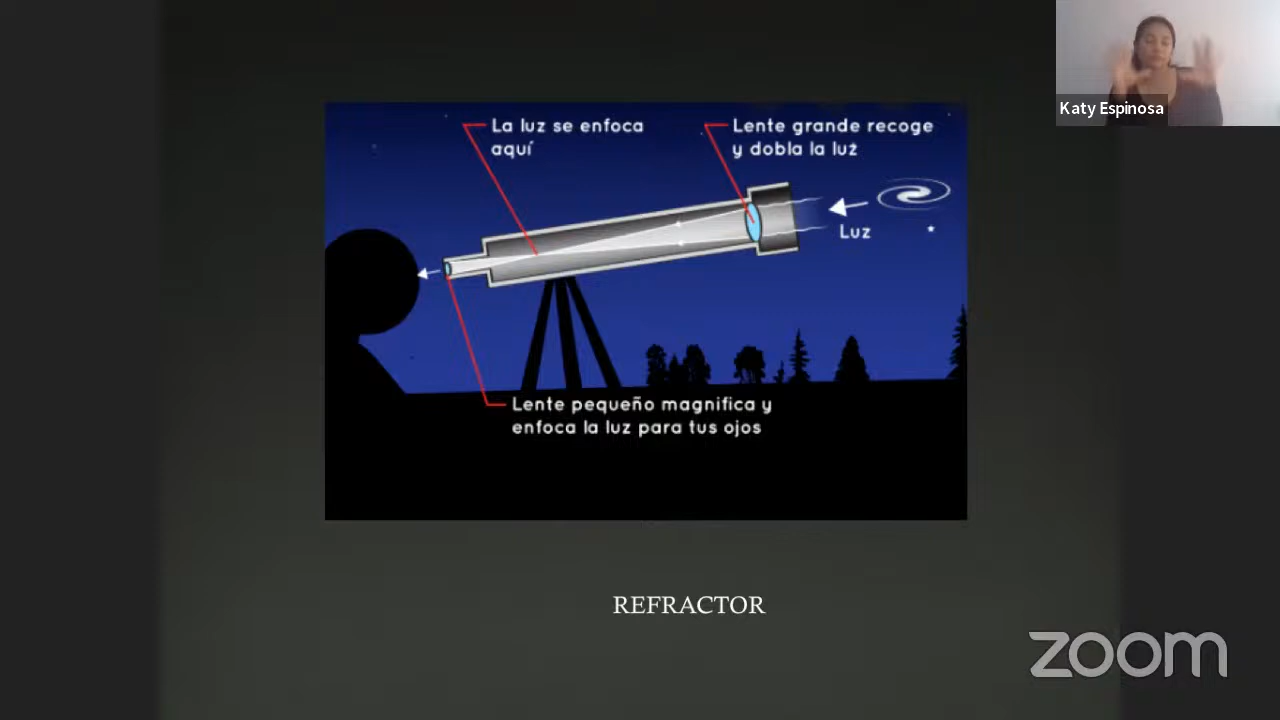 Katy Espinosa
La luz se enfoca
aquí
Lente grande recoge
y dobla la luz
Luz
Lente pequeño magnifica y
enfoca la luz para tus ojos
REFRACTOR
zoom